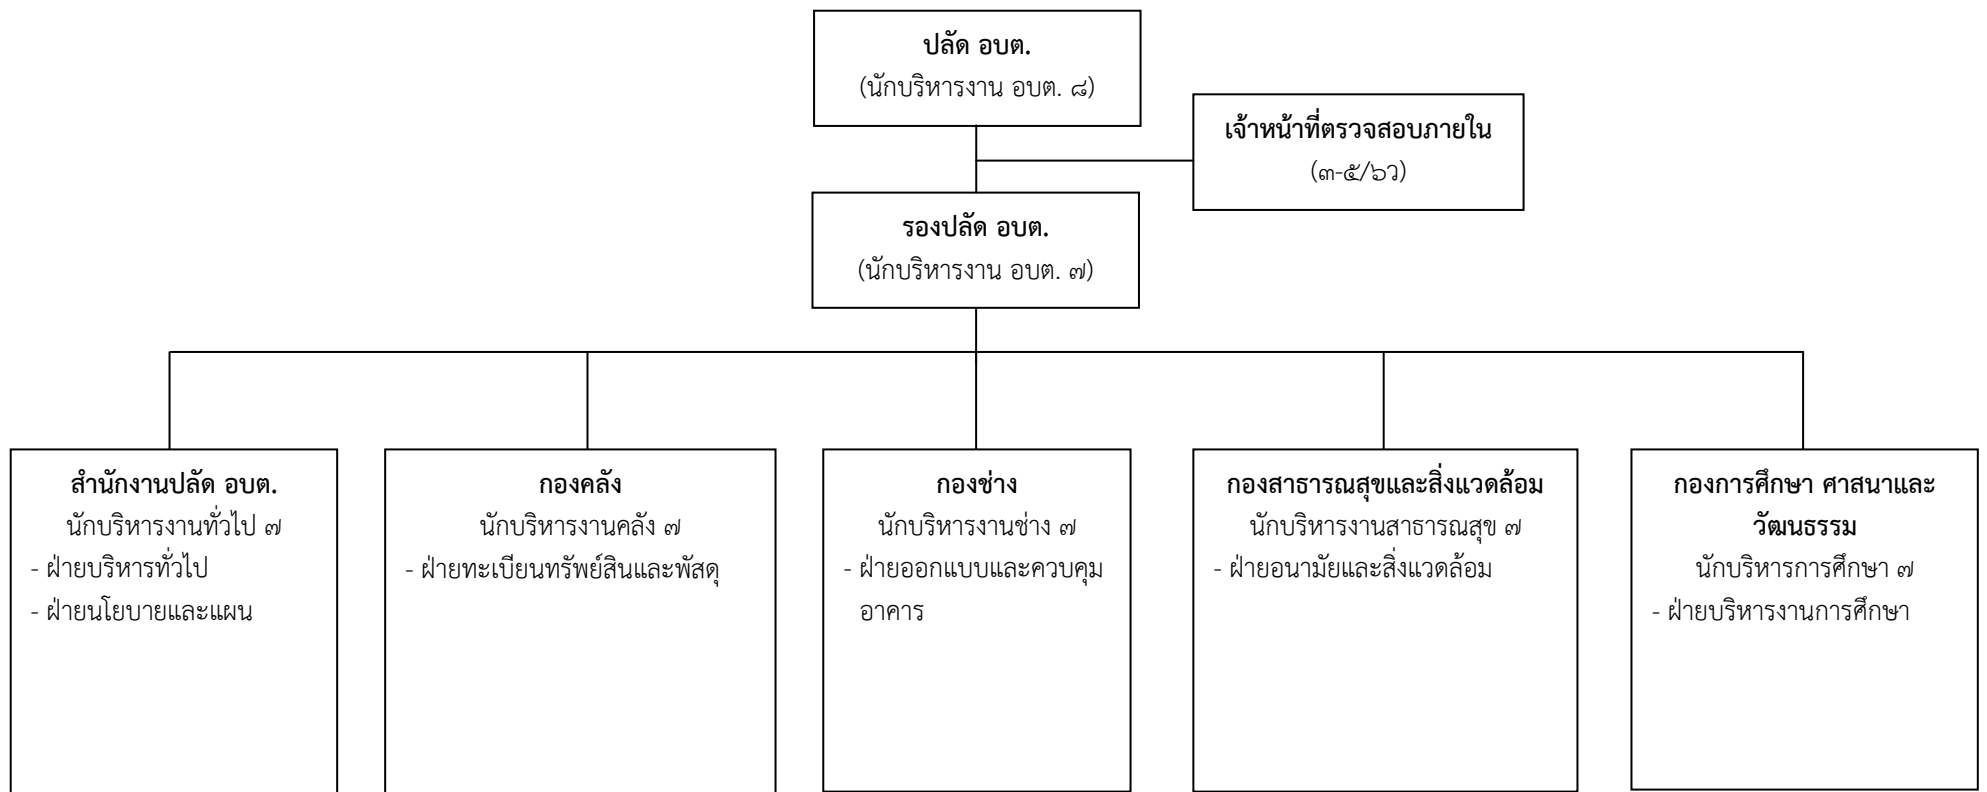 ปลัด อบต.
(นักบริหารงาน อบต. ๘)
เจ้าหน้าที่ตรวจสอบภายใน
(๓-๕/๖ว)
รองปลัด อบต.
(นักบริหารงาน อบต. ๗)
สำนักงานปลัด อบต.
นักบริหารงานทั่วไป ๗
- ฝ่ายบริหารทั่วไป
- ฝ่ายนโยบายและแผน
กองคลัง
นักบริหารงานคลัง ๗
- ฝ่ายทะเบียนทรัพย์สินและพัสดุ
กองช่าง
นักบริหารงานช่าง ๗
- ฝ่ายออกแบบและควบคุม
อาคาร
กองสาธารณสุขและสิ่งแวดล้อม
นักบริหารงานสาธารณสุข ๗
- ฝ่ายอนามัยและสิ่งแวดล้อม
กองการศึกษา ศาสนาและ
วัฒนธรรม
นักบริหารการศึกษา ๗
- ฝ่ายบริหารงานการศึกษา